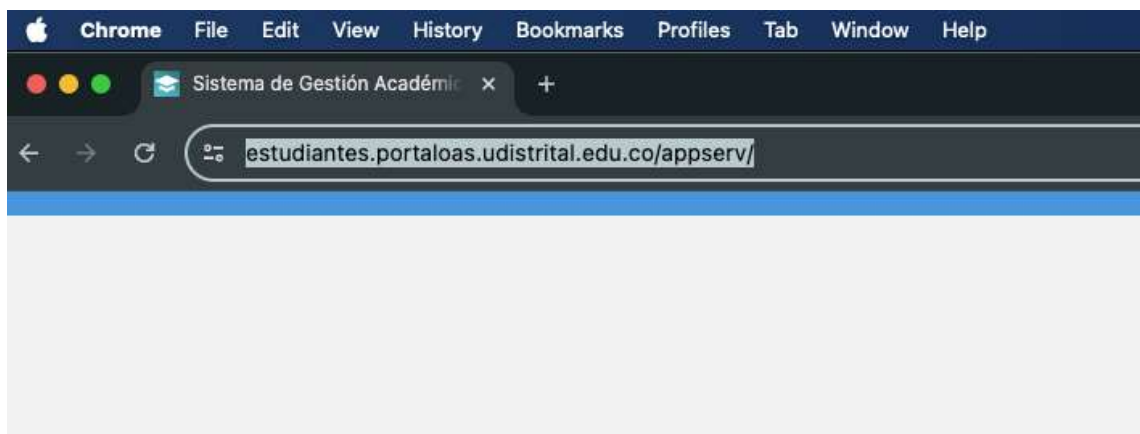 Chrome File Edit View History Bookmarks Profiles Tab Window Help
Sistema de Gestión Académic
estudiantes.portaloas.udistrital.edu.co/appserv/